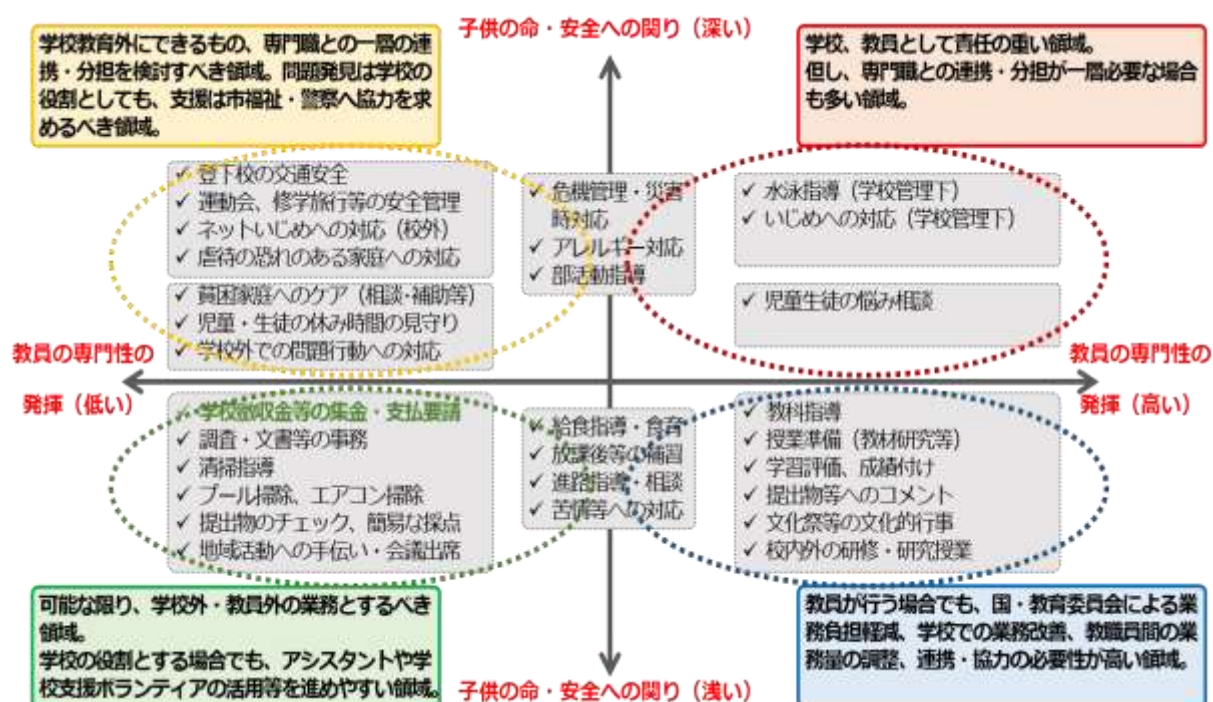 子供の命・安全への関り（深い）
学校教育外にできるもの、専門職との一層の連
携・分担を検討すべき領域。問題発見は学校の
役割としても、支援は市福祉・警察へ協力を求
めるべき領域。
学校、教員として責任の重い領域。
但し、専門職との連携・分担が一層必要な場合
も多い領域。
✓ 登下校の交通安全
✓ 運動会、修学旅行等の安全管理
✓ ネットいじめへの対応（校外）
✓ 虐待の恐れのある家庭への対応
✓ 貧困家庭へのケア（相談・補助等）
✓ 児童・生徒の休み時間の見守り
✓ 学校外での問題行動への対応
✓ 危機管理・災害
時対応
✓ アレルギー対応
✓ 部活動指導
✓ 水泳指導（学校管理下）
✓ いじめへの対応（学校管理下）
✓ 児童生徒の悩み相談
教員の専門性の
発揮（低い）
教員の専門性の
発揮（高い）
✓ 学校徴収金等の集金・支払要請
✓ 調査・文書等の事務
✓ 清掃指導
✓ プール掃除、エアコン掃除
✓ 提出物のチェック、簡易な採点
✓ 地域活動への手伝い・会議出席
✓ 給食指導・食育
✓ 放課後等の補習
✓ 進路指導・相談
✓ 苦情等への対応
✓ 教科指導
✓ 授業準備（教材研究等）
✓ 学習評価、成績付け
✓ 提出物等へのコメント
✓ 文化祭等の文化的行事
✓ 校内外の研修・研究授業
可能な限り、学校外・教員外の業務とするべき
領域。
学校の役割とする場合でも、アシスタントや学
校支援ボランティアの活用等を進めやすい領域。
教員が行う場合でも、国・教育委員会による業
務負担軽減、学校での業務改善、教職員間の業
務量の調整、連携・協力の必要性が高い領域。
子供の命・安全への関り（浅い）